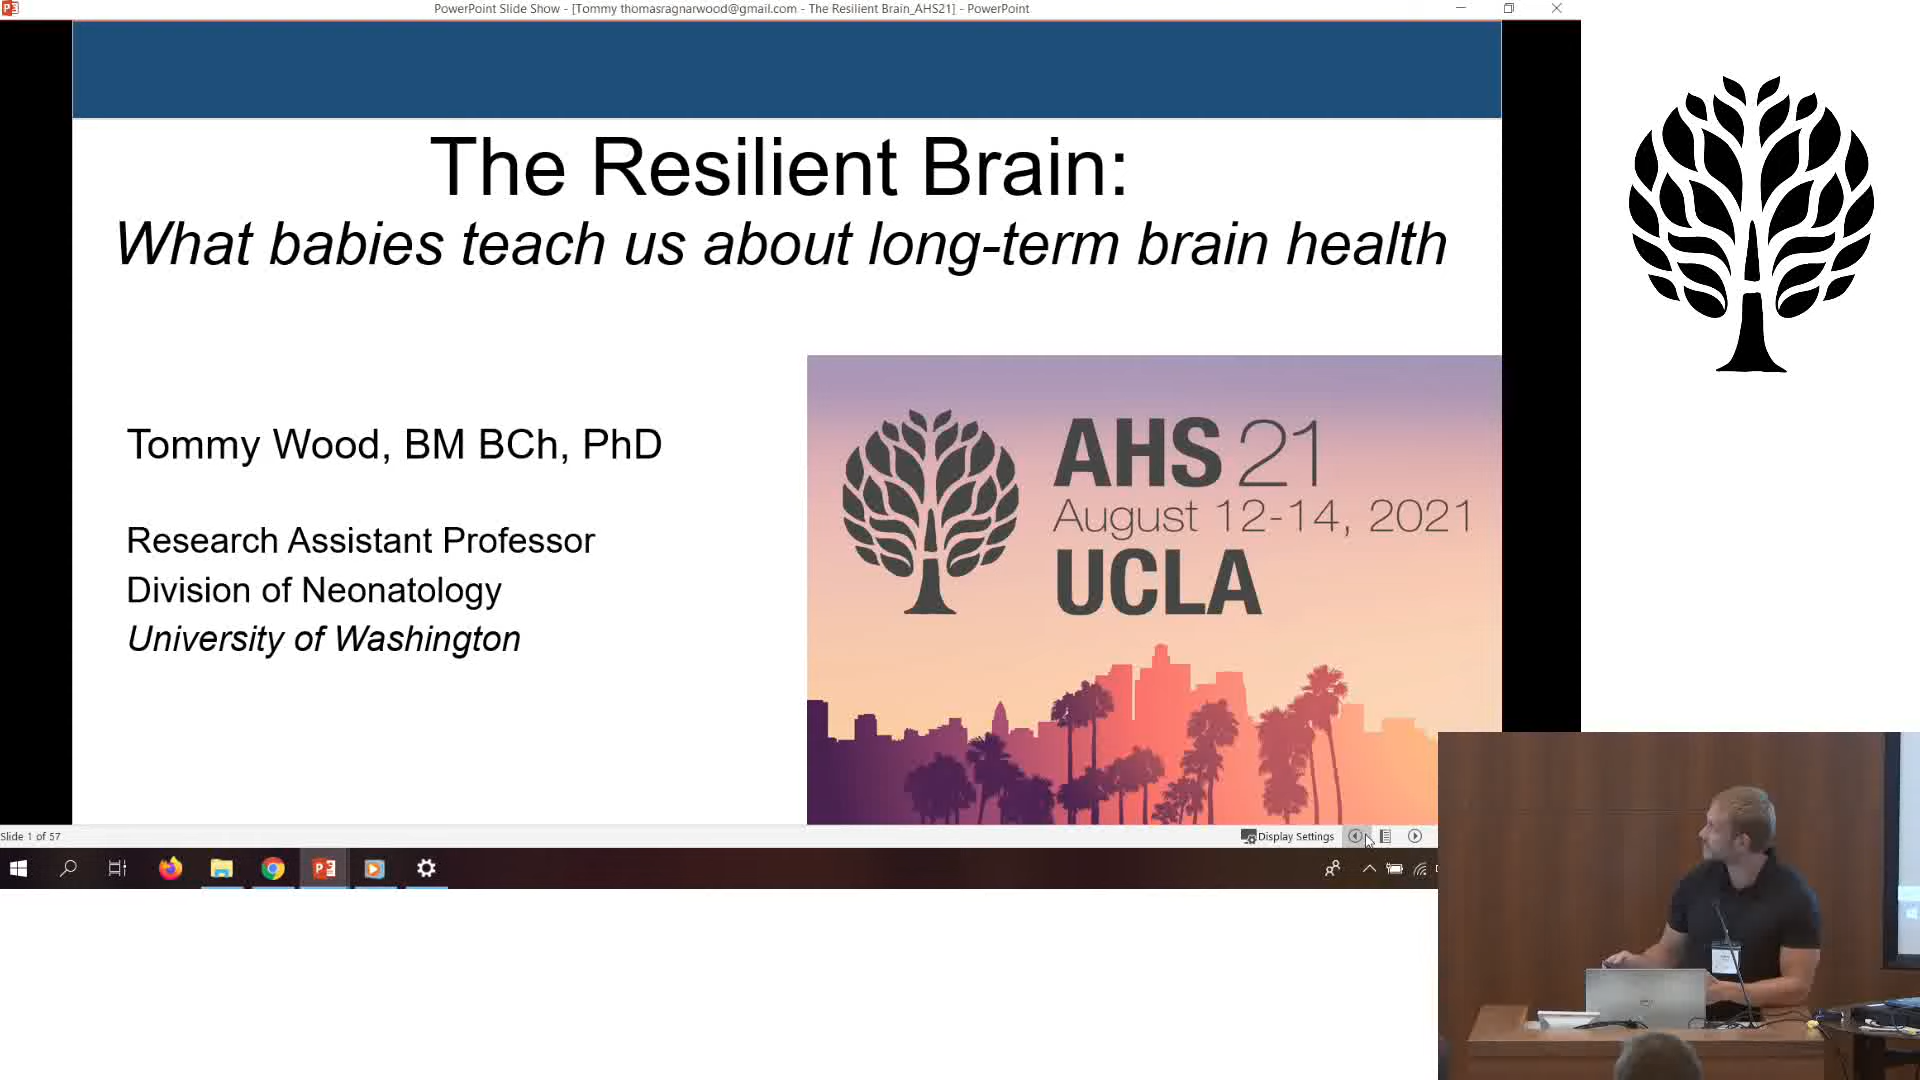 PowerPoint Slide Show - [Tommy thomasragnarwood@gmail.com - The Resilient Brain_AHS21] - PowerPoint
The Resilient Brain:
What babies teach us about long-term brain health
Tommy Wood, BM BCh, PhD
Research Assistant Professor
Division of Neonatology
University of Washington
AHS 21
August 12-14, 2021
UCLA
Slide 1 of 57
Display Settings